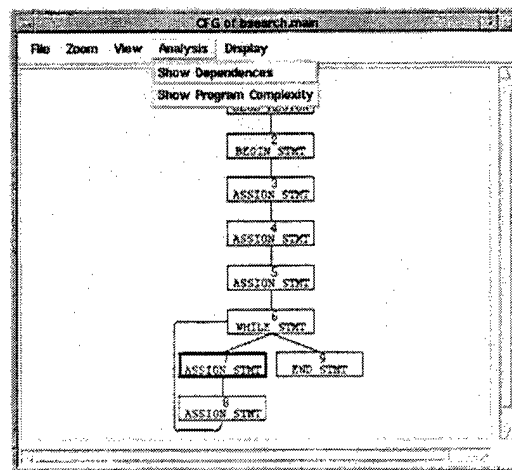 CFG of bsearch.main
File Zoom View Analysis Display
Show Dependences
Show Program Complexity
2
BEGIN STMT
3
ASSIGN STMT
4
ASSIGN STMT
5
ASSIGN STMT
6
WHILE STMT
7
ASSIGN STMT
9
END STMT
8
ASSIGN STMT